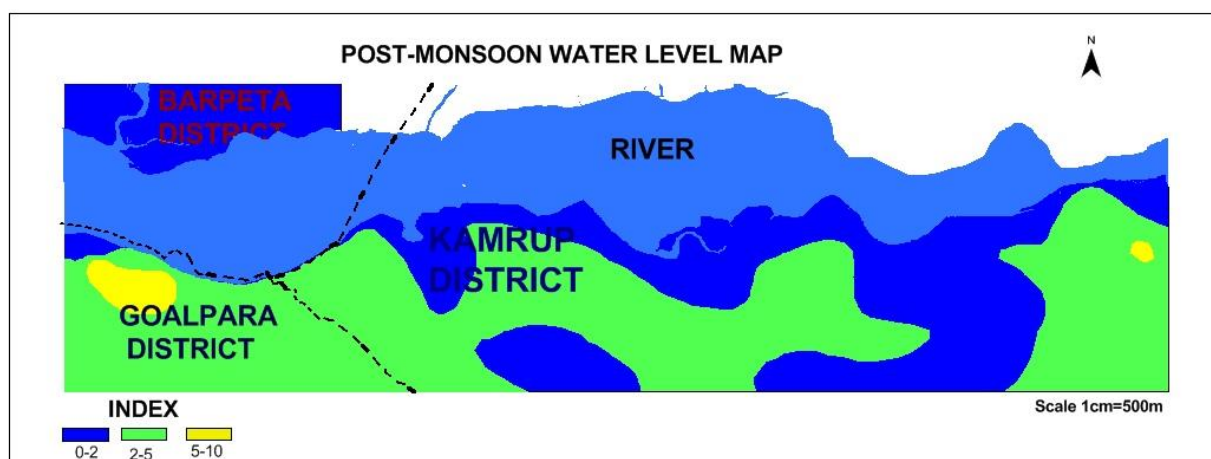 POST-MONSOON WATER LEVEL MAP
N
BARPETA
DISTRICT
RIVER
KAMRUP
DISTRICT
GOALPARA
DISTRICT
INDEX
0-2 2-5 5-10
Scale 1cm=500m